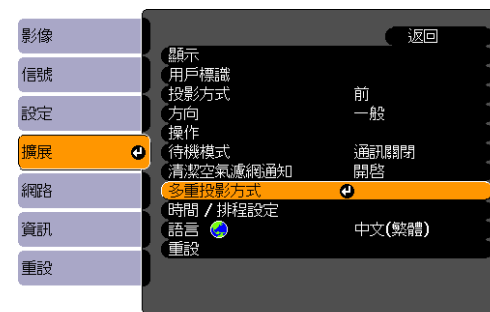 影像
信號
設定
擴展
網路
資訊
重設
返回
顯示
用戶標識
投影方式 前
方向 一般
操作
待機模式 通訊關閉
清潔空氣濾網通知 開啓
多重投影方式
時間 / 排程設定
語言 中文(繁體)
重設